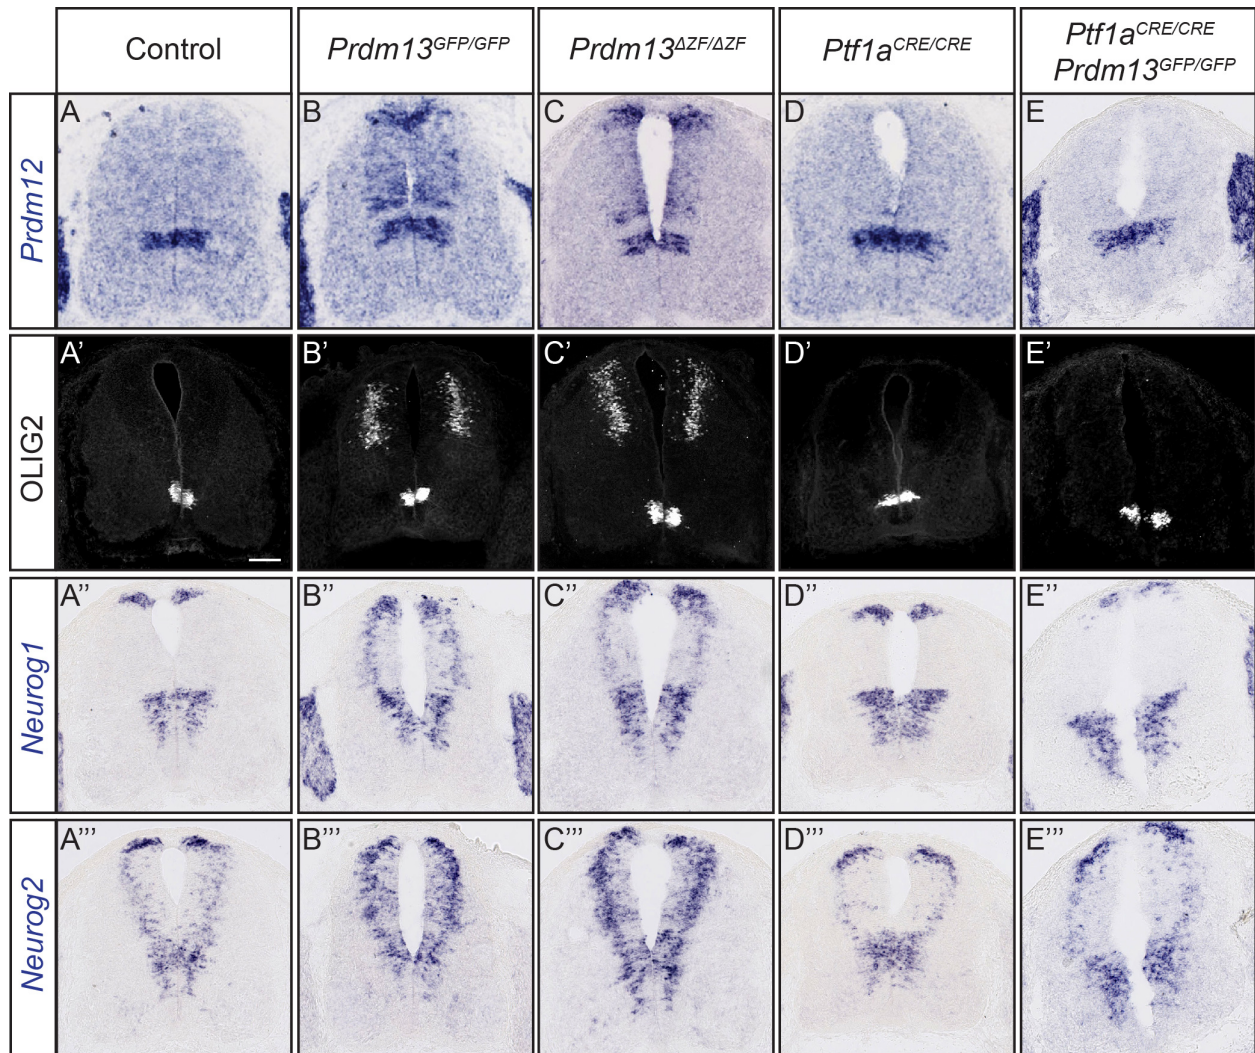 Control
Prdm13GFP/GFP
Prdm13ΔZF/ΔZF
Ptf1aCRE/CRE
Ptf1aCRE/CRE
Prdm13GFP/GFP
Prdm12
A
B
C
D
E
OLIG2
A’
B’
C’
D’
E’
Neurog1
A’’
B’’
C’’
D’’
E’’
Neurog2
A’’’
B’’’
C’’’
D’’’
E’’’